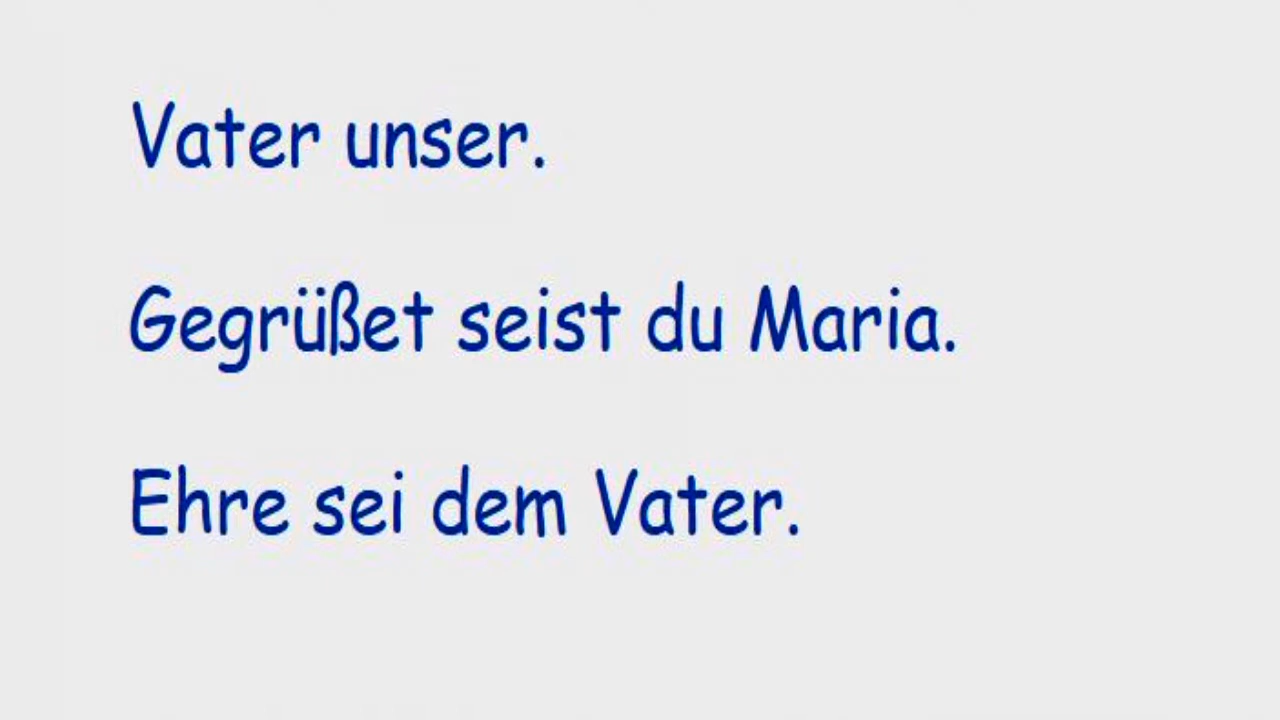 Vater unser.
Gegrüßet seist du Maria.
Ehre sei dem Vater.